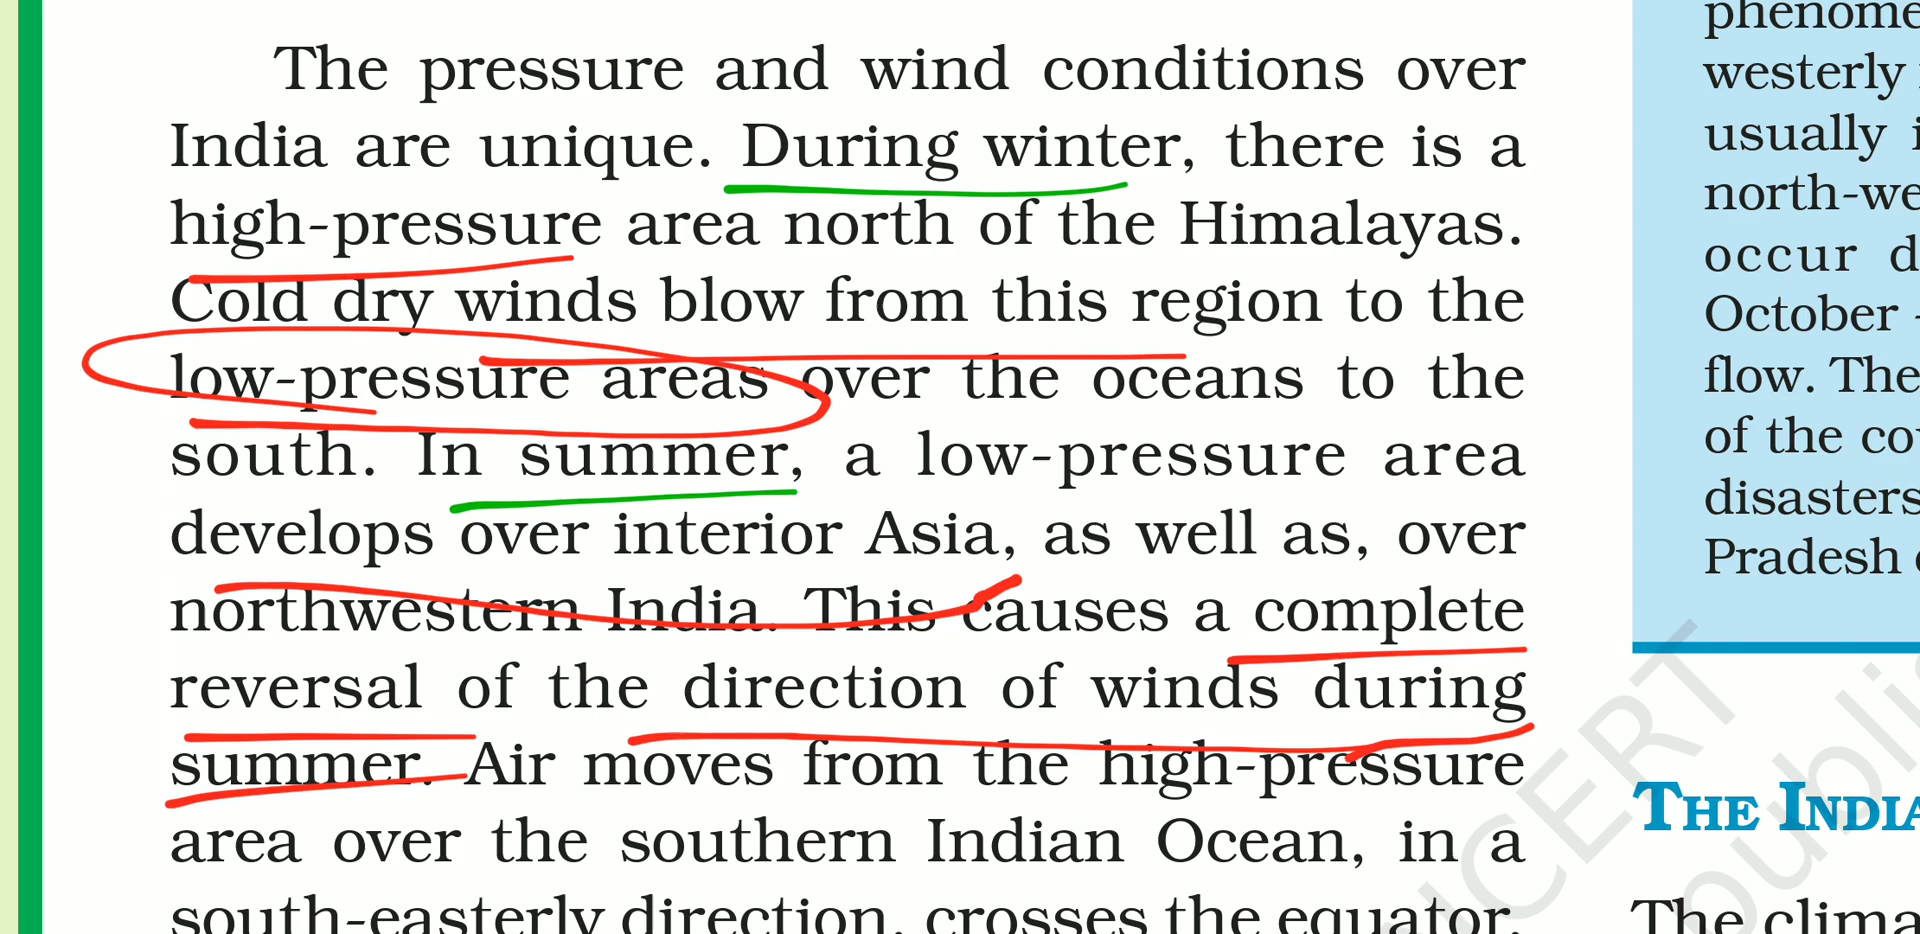 The pressure and wind conditions over
India are unique. During winter, there is a
high-pressure area north of the Himalayas.
Cold dry winds blow from this region to the
low-pressure areas over the oceans to the
south. In summer, a low-pressure area
develops over interior Asia, as well as, over
northwestern India. This causes a complete
reversal of the direction of winds during
summer. Air moves from the high-pressure
area over the southern Indian Ocean, in a
south-easterly direction, crosses the equator,
westerly
usually
north-we
occur d
October -
flow. The
of the
disasters
Pradesh
THE INDIA
The clima
NCERT